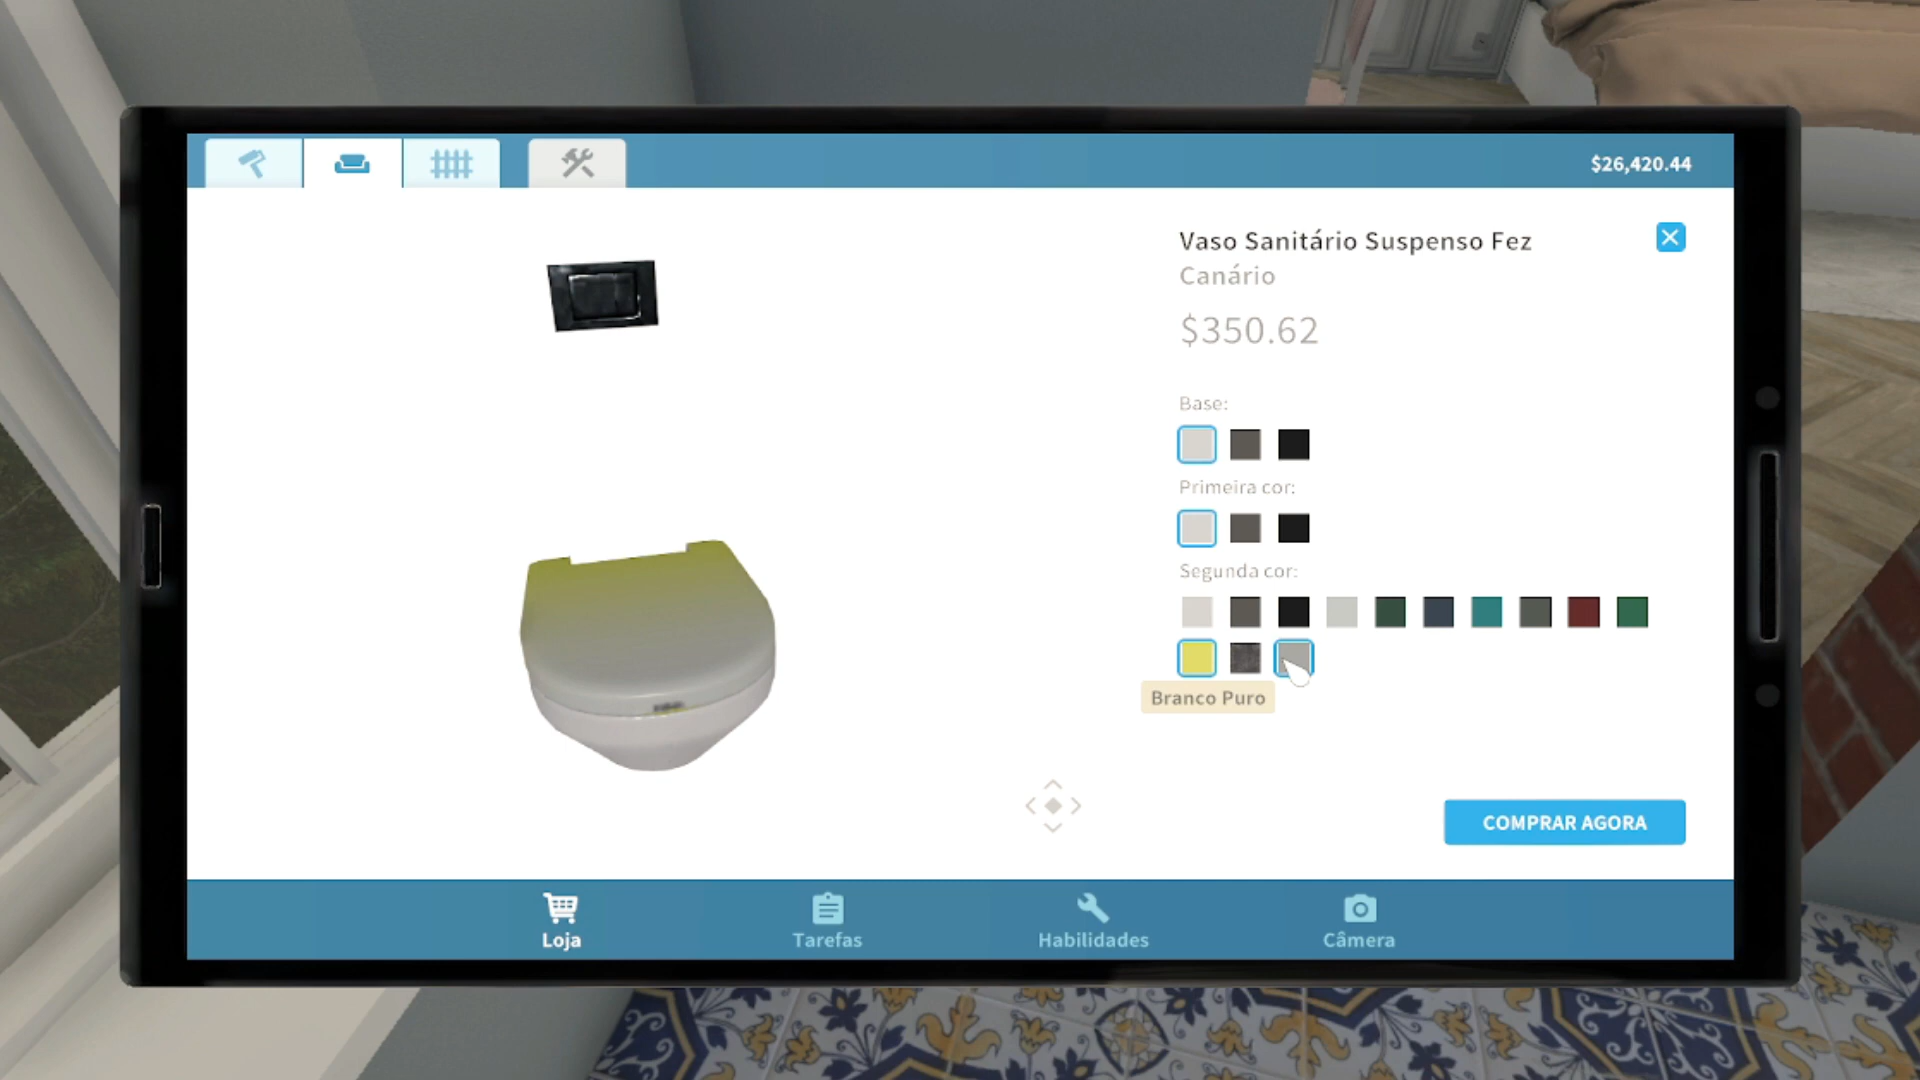 $26,420.44
Vaso Sanitário Suspenso Fez
Canário
$350.62
Base:
Primeira cor:
Segunda cor:
Branco Puro
COMPRAR AGORA
Loja
Tarefas
Habilidades
Câmera